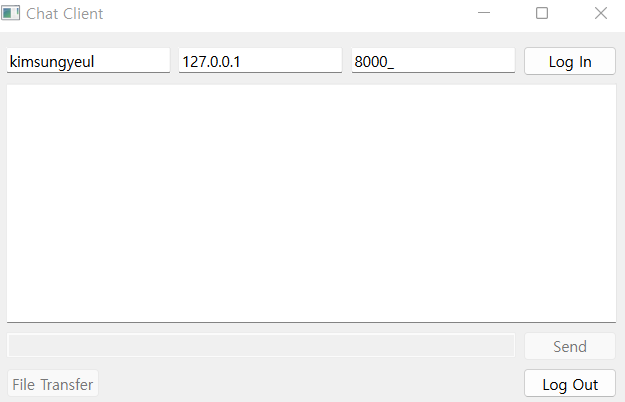 Chat Client
kimsungyeul 127.0.0.1 8000_ Log In
Send
File Transfer Log Out